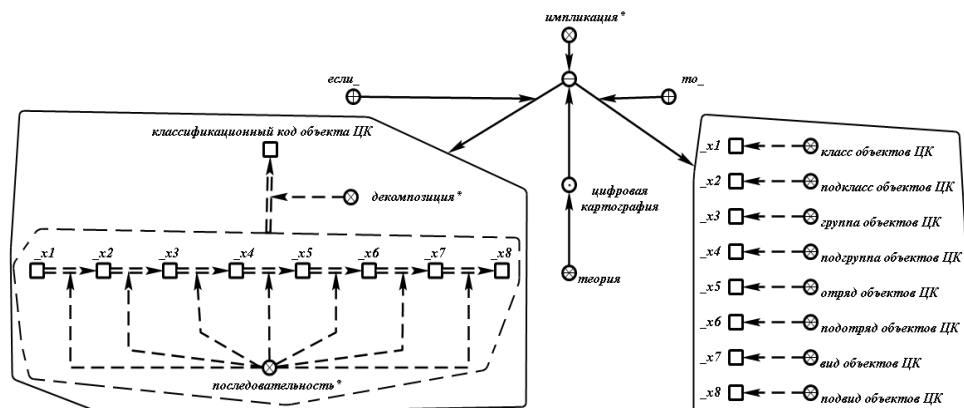 импликация*
если_
то_
классификационный код объекта ЦК
декомпозиция*
цифровая
картография
теория
_x1 _x2 _x3 _x4 _x5 _x6 _x7 _x8
последовательность*
_x1 класс объектов ЦК
_x2 подкласс объектов ЦК
_x3 группа объектов ЦК
_x4 подгруппа объектов ЦК
_x5 отряд объектов ЦК
_x6 подотряд объектов ЦК
_x7 вид объектов ЦК
_x8 подвид объектов ЦК